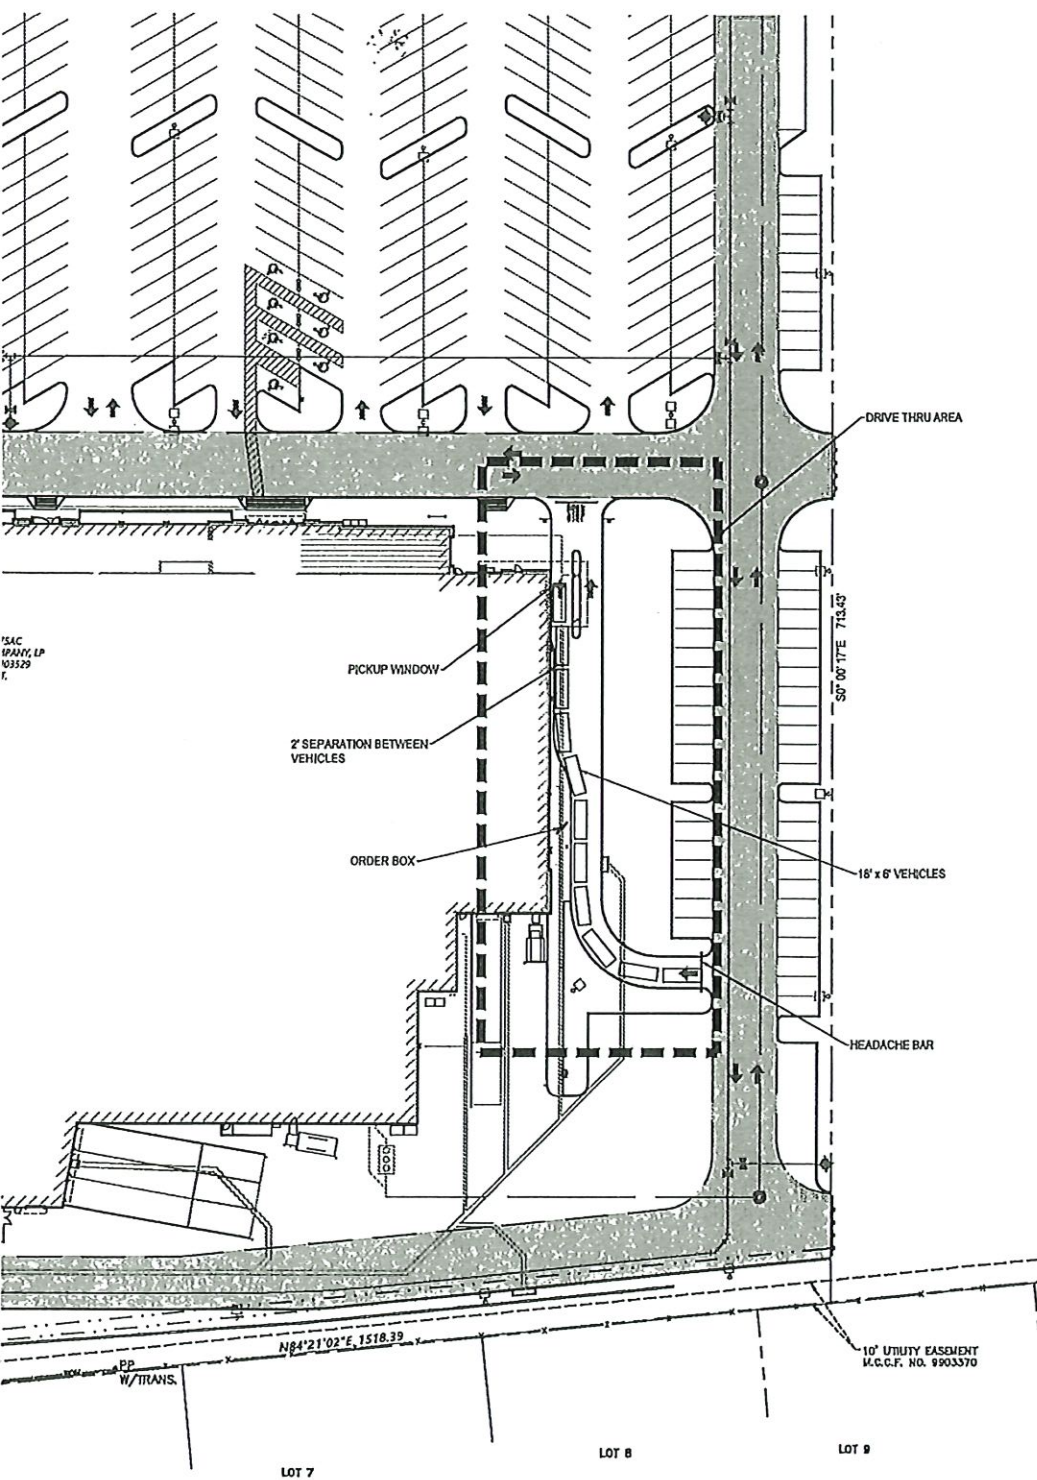 DRIVE THRU AREA
S0° 00' 17"E 713.43'
PICKUP WINDOW
2' SEPARATION BETWEEN
VEHICLES
ORDER BOX
18' x 6' VEHICLES
HEADACHE BAR
N84°21'02"E, 1518.39
P.P.
W/TRANS.
10' UTILITY EASEMENT
M.C.C.F. NO. 9903370
LOT 7
LOT 8
LOT 9